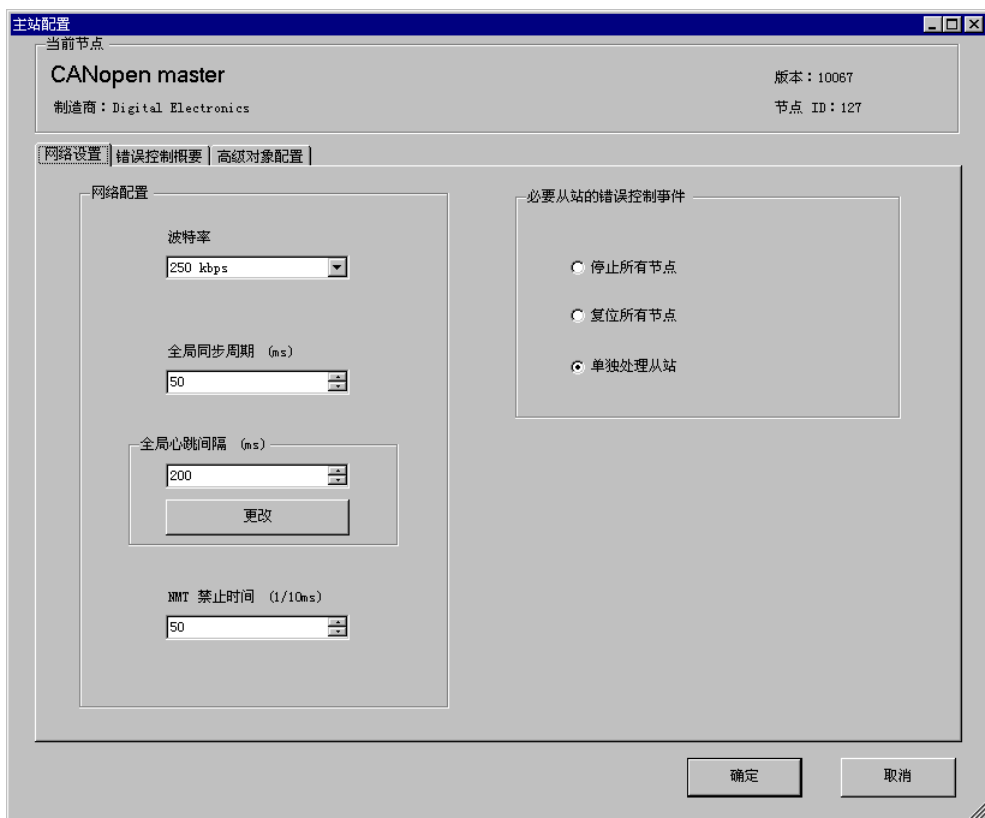 主站配置
当前节点
CANopen master
版本：10067
制造商：Digital Electronics
节点 ID：127
网络设置 错误控制概要 高级对象配置
网络配置
波特率
250 kbps
全局同步周期 (ms)
50
全局心跳间隔 (ms)
200
更改
NMT 禁止时间 (1/10ms)
50
必要从站的错误控制事件
停止所有节点
复位所有节点
单独处理从站
确定
取消